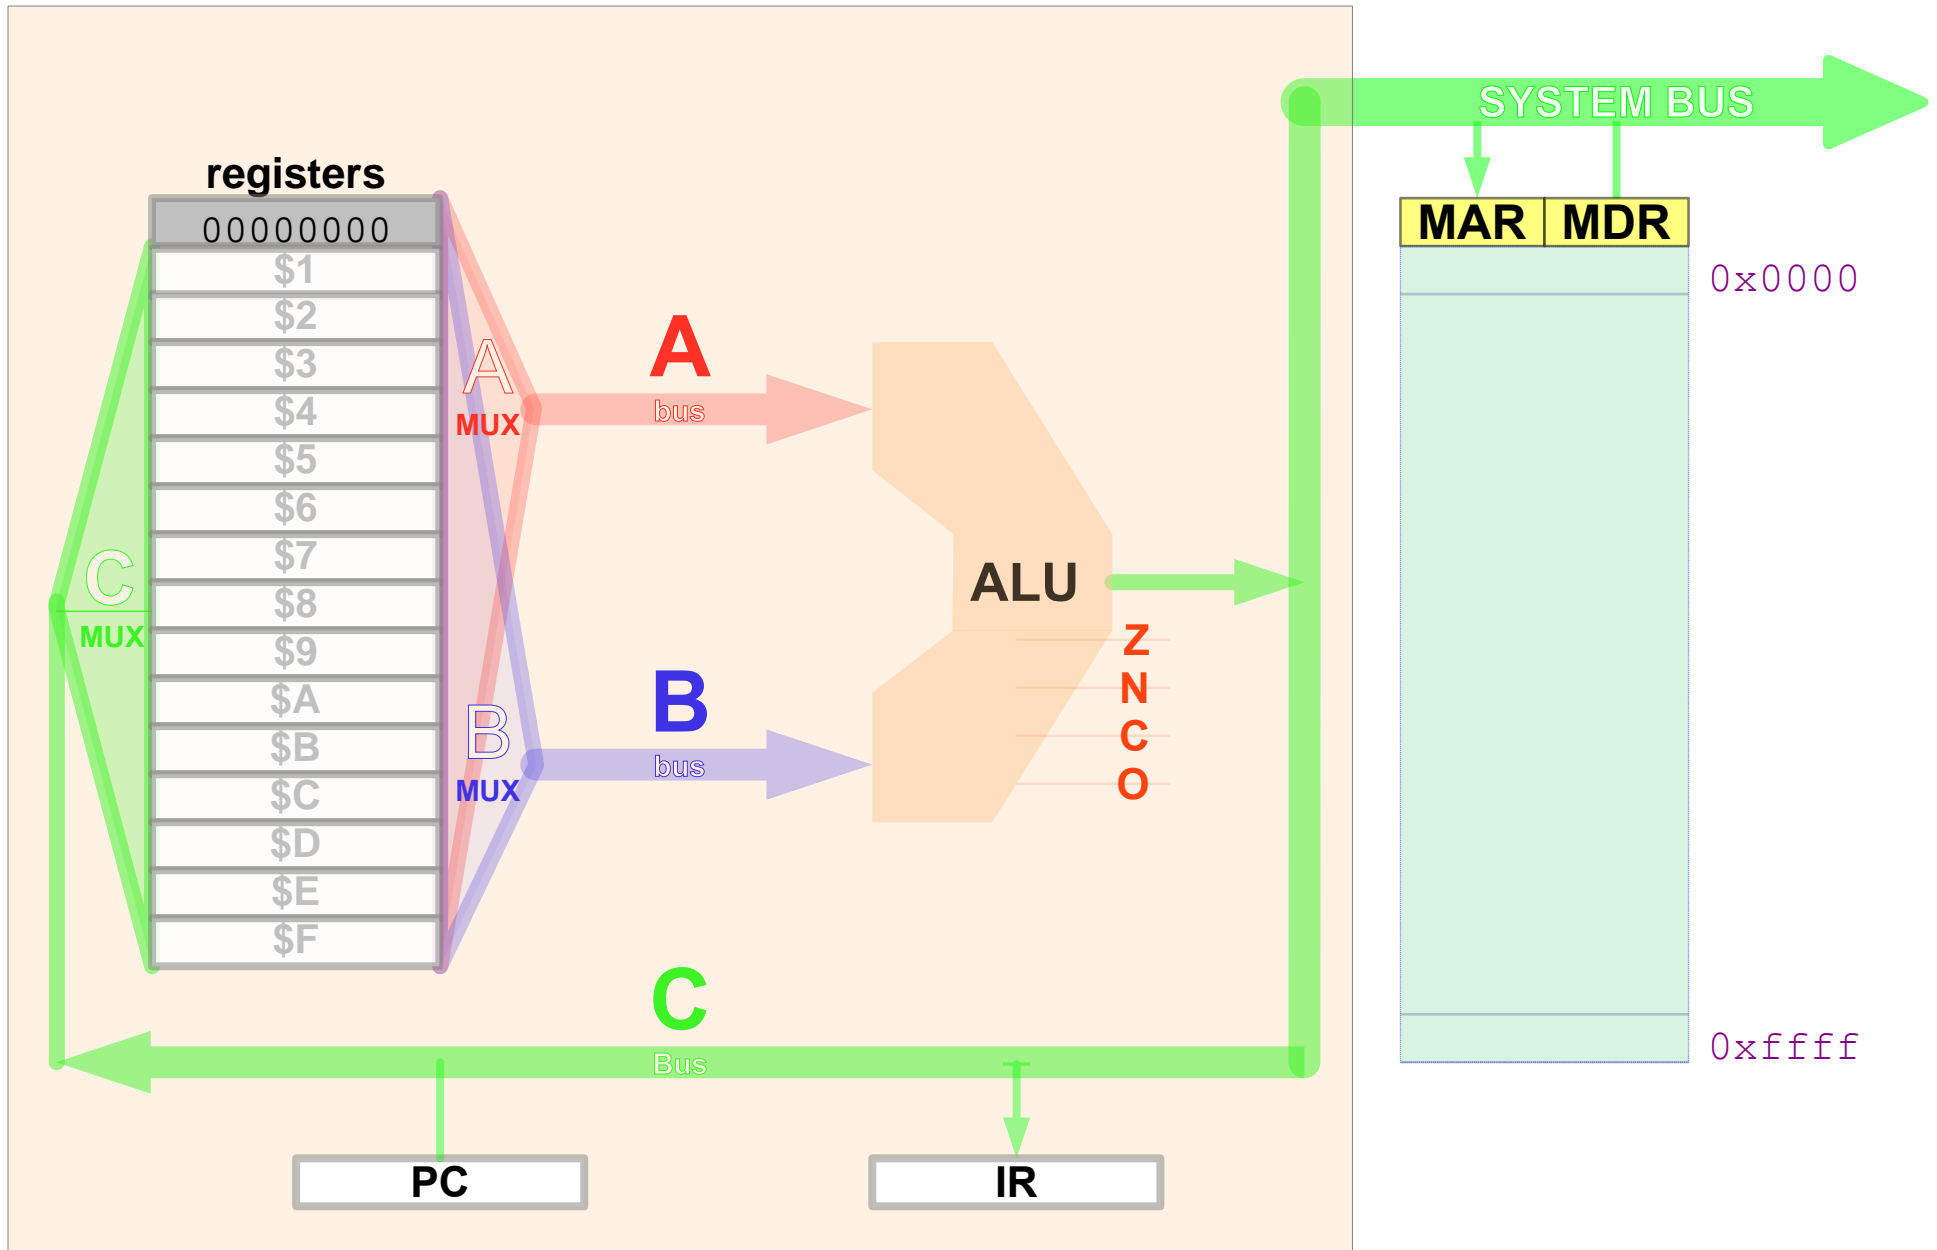 SYSTEM BUS
registers
00000000
$1
$2
$3
$4
$5
$6
$7
$8
$9
$A
$B
$C
$D
$E
$F
C
MUX
A
MUX
B
MUX
A
bus
B
bus
ALU
Z
N
C
O
C
Bus
PC
IR
MAR MDR
0x0000
0xffff